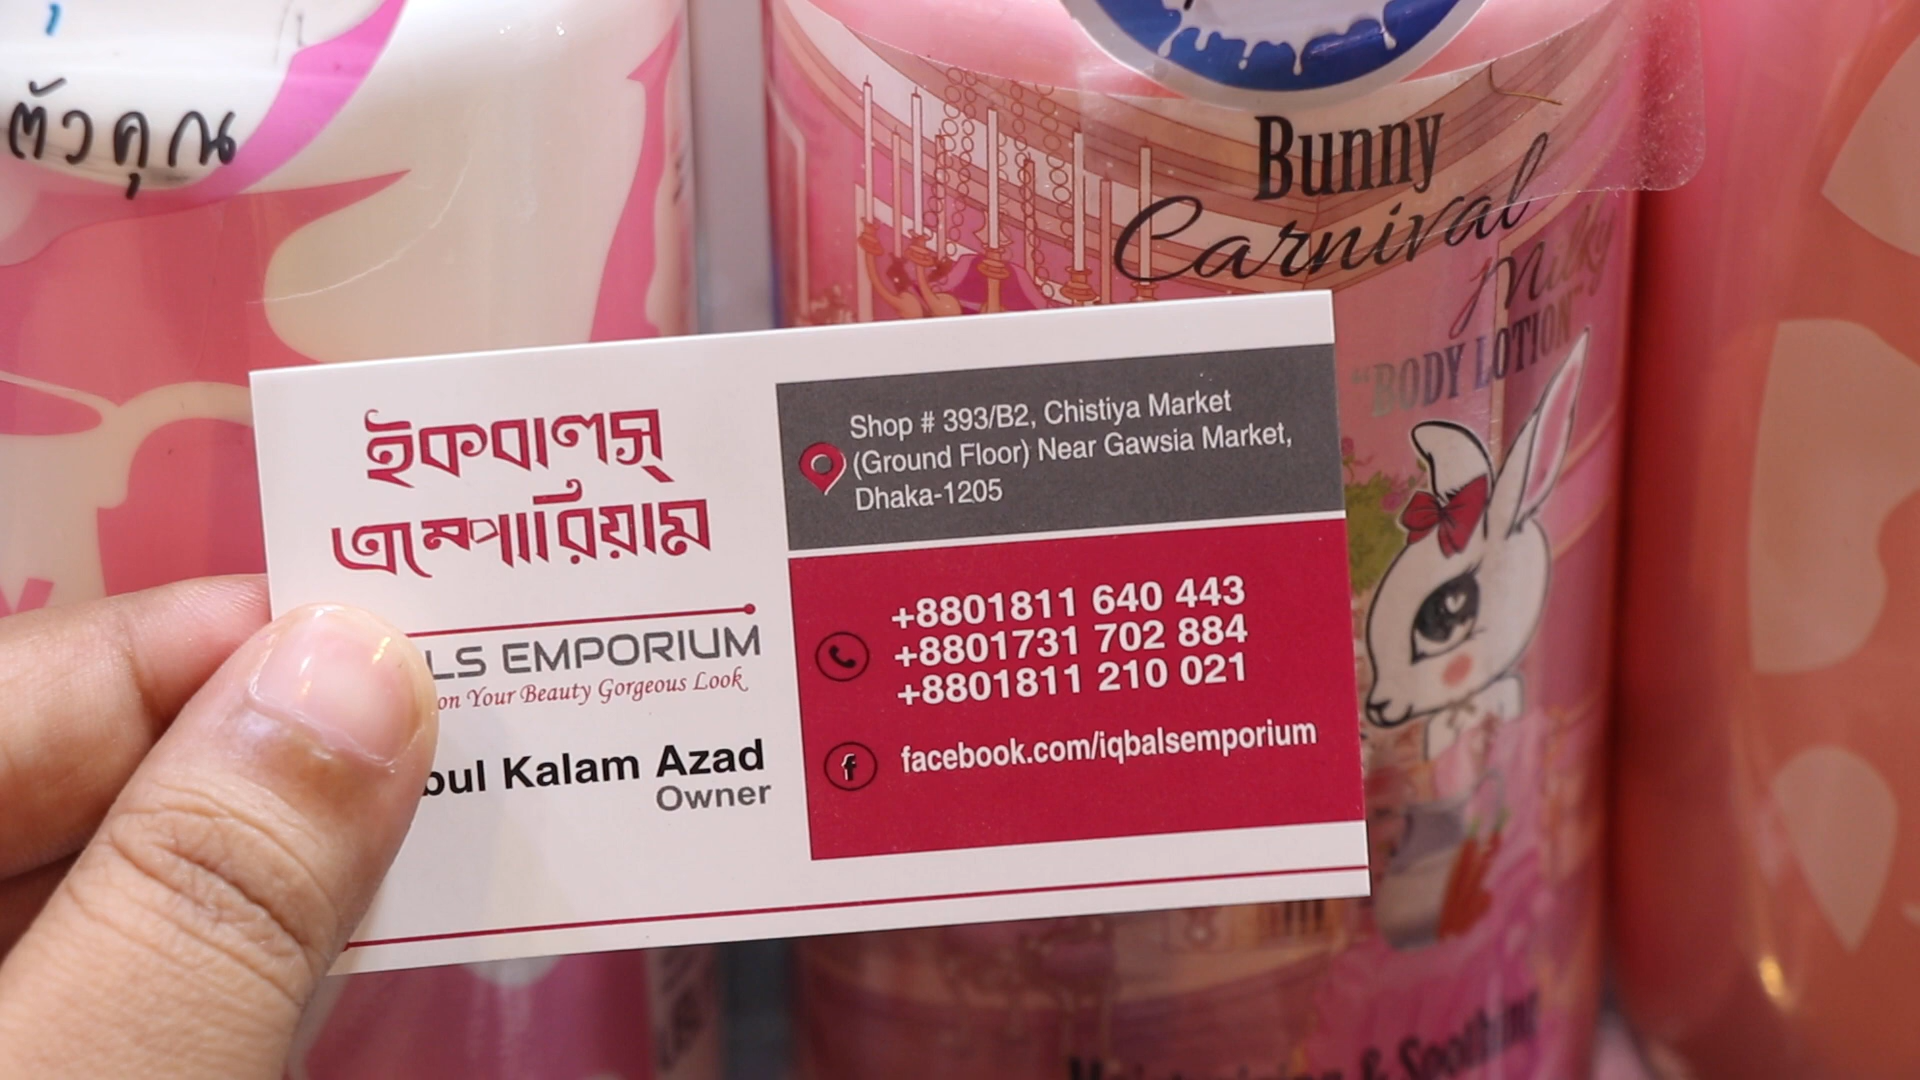 ตัวคุณ
Bunny
Carnival
Milky
"BODY LOTION"
ইকবালস্
এম্পোরিয়াম
LS EMPORIUM
on Your Beauty Gorgeous Look
bul Kalam Azad
Owner
Shop # 393/B2, Chistiya Market
(Ground Floor) Near Gawsia Market,
Dhaka-1205
+8801811 640 443
+8801731 702 884
+8801811 210 021
facebook.com/iqbalsemporium
& Soothing